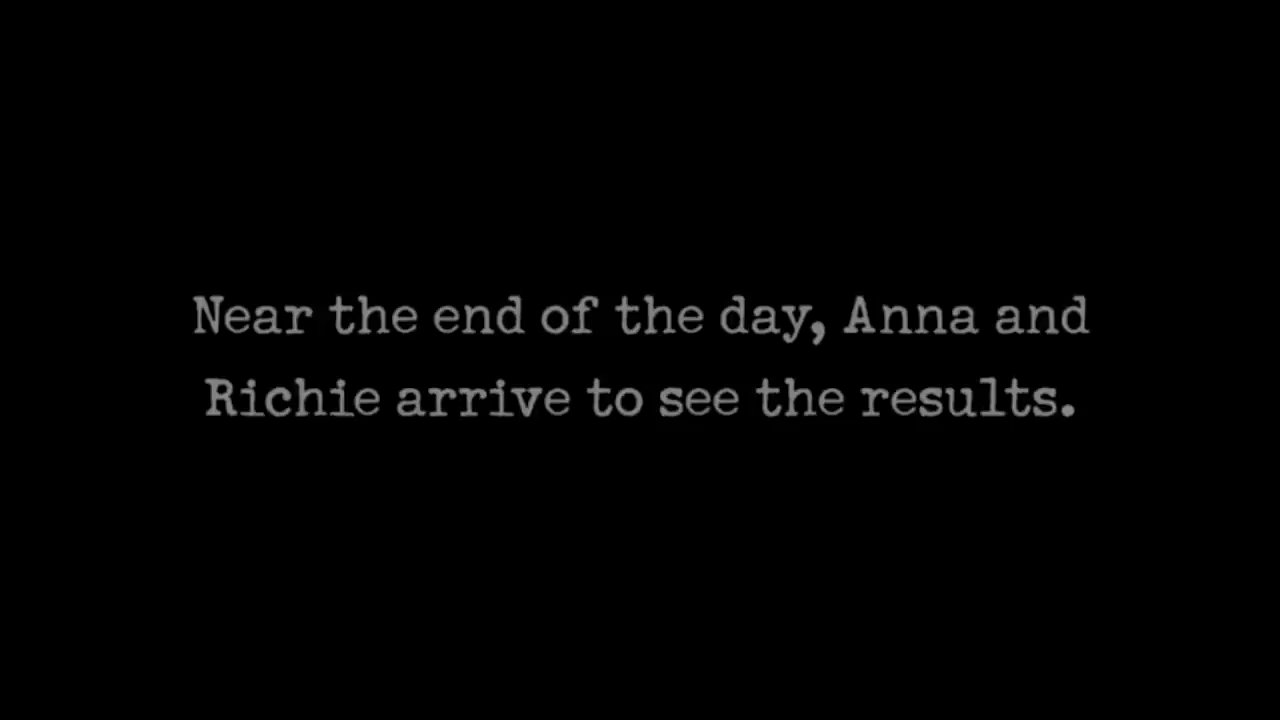 Near the end of the day, Anna and
Richie arrive to see the results.